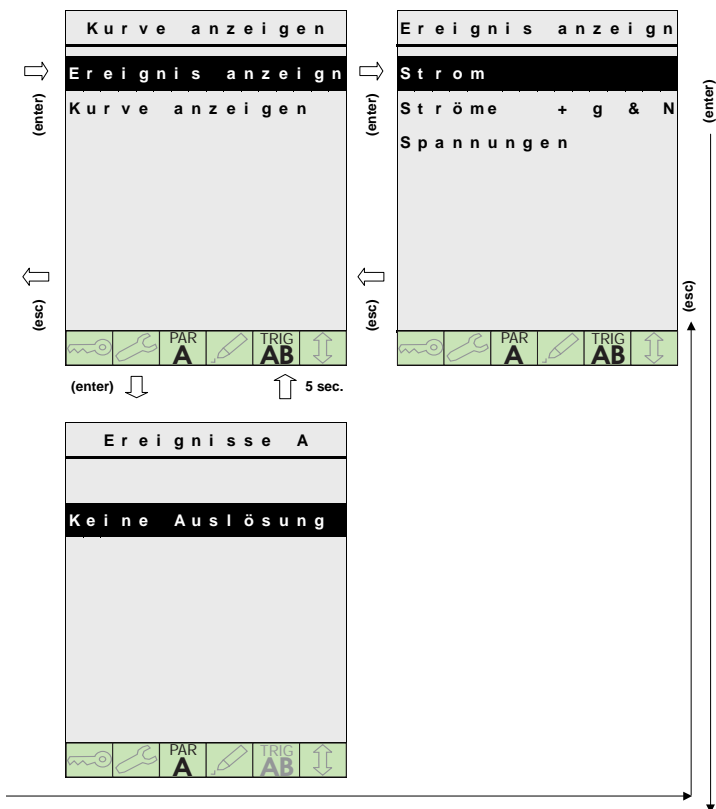 Kurve anzeigen
Ereignis anzeign
Kurve anzeigen
(enter)
(esc)
PAR
A
TRIG
AB
Ereignis anzeign
Strom
Ströme + g & N
Spannungen
(enter)
(esc)
PAR
A
TRIG
AB
(enter)
(esc)
(enter)
5 sec.
Ereignisse A
Keine Auslösung
PAR
A
TRIG
AB